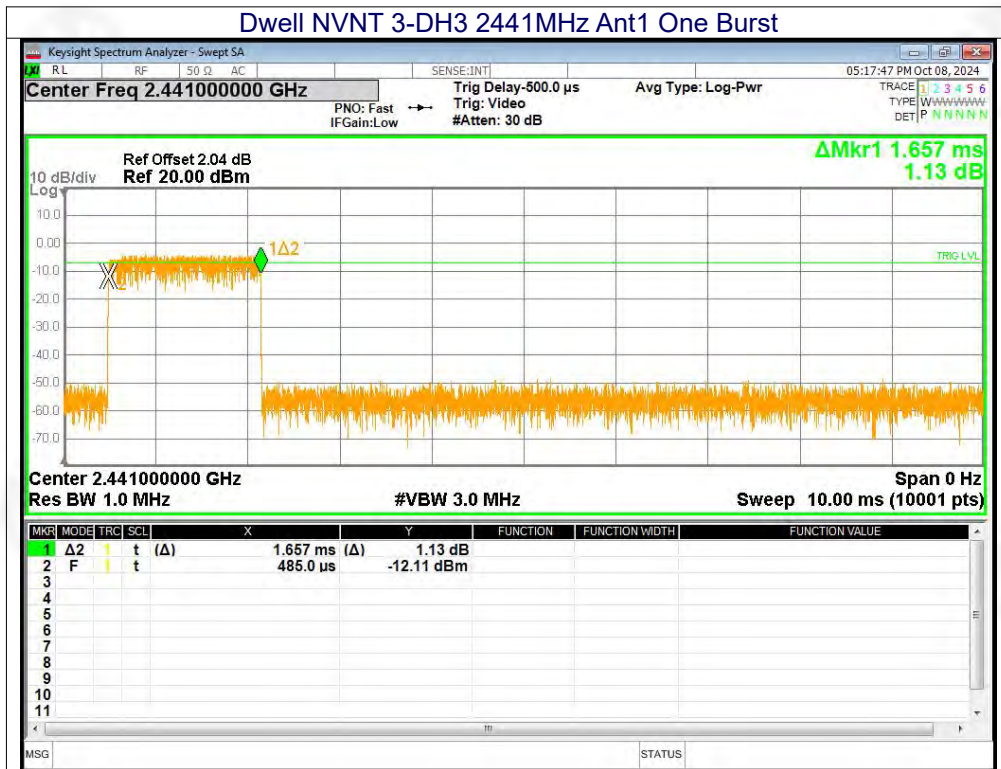 Dwell NVNT 3-DH3 2441MHz Ant1 One Burst
Keysight Spectrum Analyzer - Swept SA
LXI RL RF 50 Ω AC SENSE:INT 05:17:47 PM Oct 08, 2024
Center Freq 2.441000000 GHz Trig Delay-500.0 µs Avg Type: Log-Pwr TRACE 1 2 3 4 5 6
PNO: Fast Trig: Video TYPE WWWWWWW
IFGain:Low #Atten: 30 dB DET P N N N N N
ΔMkr1 1.657 ms
Ref Offset 2.04 dB
10 dB/div Ref 20.00 dBm 1.13 dB
Log
10.0
0.00
1Δ2
TRIG LVL
-10.0
2
-20.0
-30.0
-40.0
-50.0
-60.0
-70.0
Center 2.441000000 GHz Span 0 Hz
Res BW 1.0 MHz #VBW 3.0 MHz Sweep 10.00 ms (10001 pts)
MKR MODE TRC SCL X Y FUNCTION FUNCTION WIDTH FUNCTION VALUE
1 Δ2 1 t (Δ) 1.657 ms (Δ) 1.13 dB
2 F 1 t 485.0 µs -12.11 dBm
3
4
5
6
7
8
9
10
11
MSG STATUS